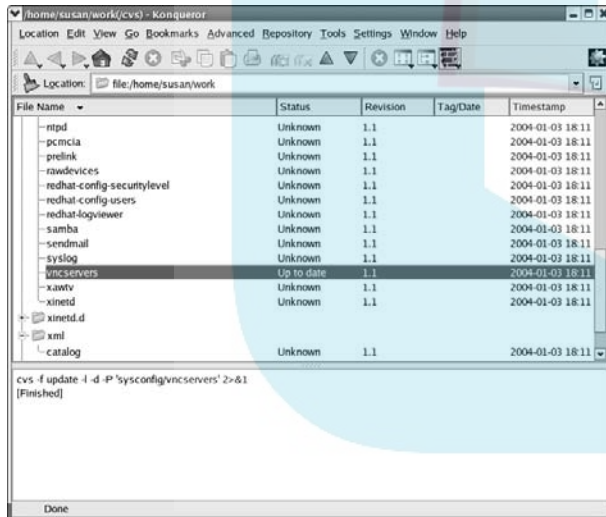 /home/susan/work(/cvs) - Konqueror
Location Edit View Go Bookmarks Advanced Repository Tools Settings Window Help
Location: file:/home/susan/work
File Name Status Revision Tag/Date Timestamp
ntpd Unknown 1.1 2004-01-03 18:11
pcmcia Unknown 1.1 2004-01-03 18:11
prelink Unknown 1.1 2004-01-03 18:11
rawdevices Unknown 1.1 2004-01-03 18:11
redhat-config-securitylevel Unknown 1.1 2004-01-03 18:11
redhat-config-users Unknown 1.1 2004-01-03 18:11
redhat-logviewer Unknown 1.1 2004-01-03 18:11
samba Unknown 1.1 2004-01-03 18:11
sendmail Unknown 1.1 2004-01-03 18:11
syslog Unknown 1.1 2004-01-03 18:11
vncservers Up to date 1.1 2004-01-03 18:11
xawtv Unknown 1.1 2004-01-03 18:11
xinetd Unknown 1.1 2004-01-03 18:11
xinetd.d
xml
catalog Unknown 1.1 2004-01-03 18:11
cvs -f update -l -d -P 'sysconfig/vncservers' 2>&1
[Finished]
Done